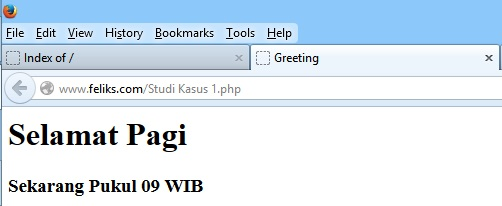 File Edit View History Bookmarks Tools Help
Index of / Greeting
www.feliks.com/Studi Kasus 1.php
Selamat Pagi
Sekarang Pukul 09 WIB